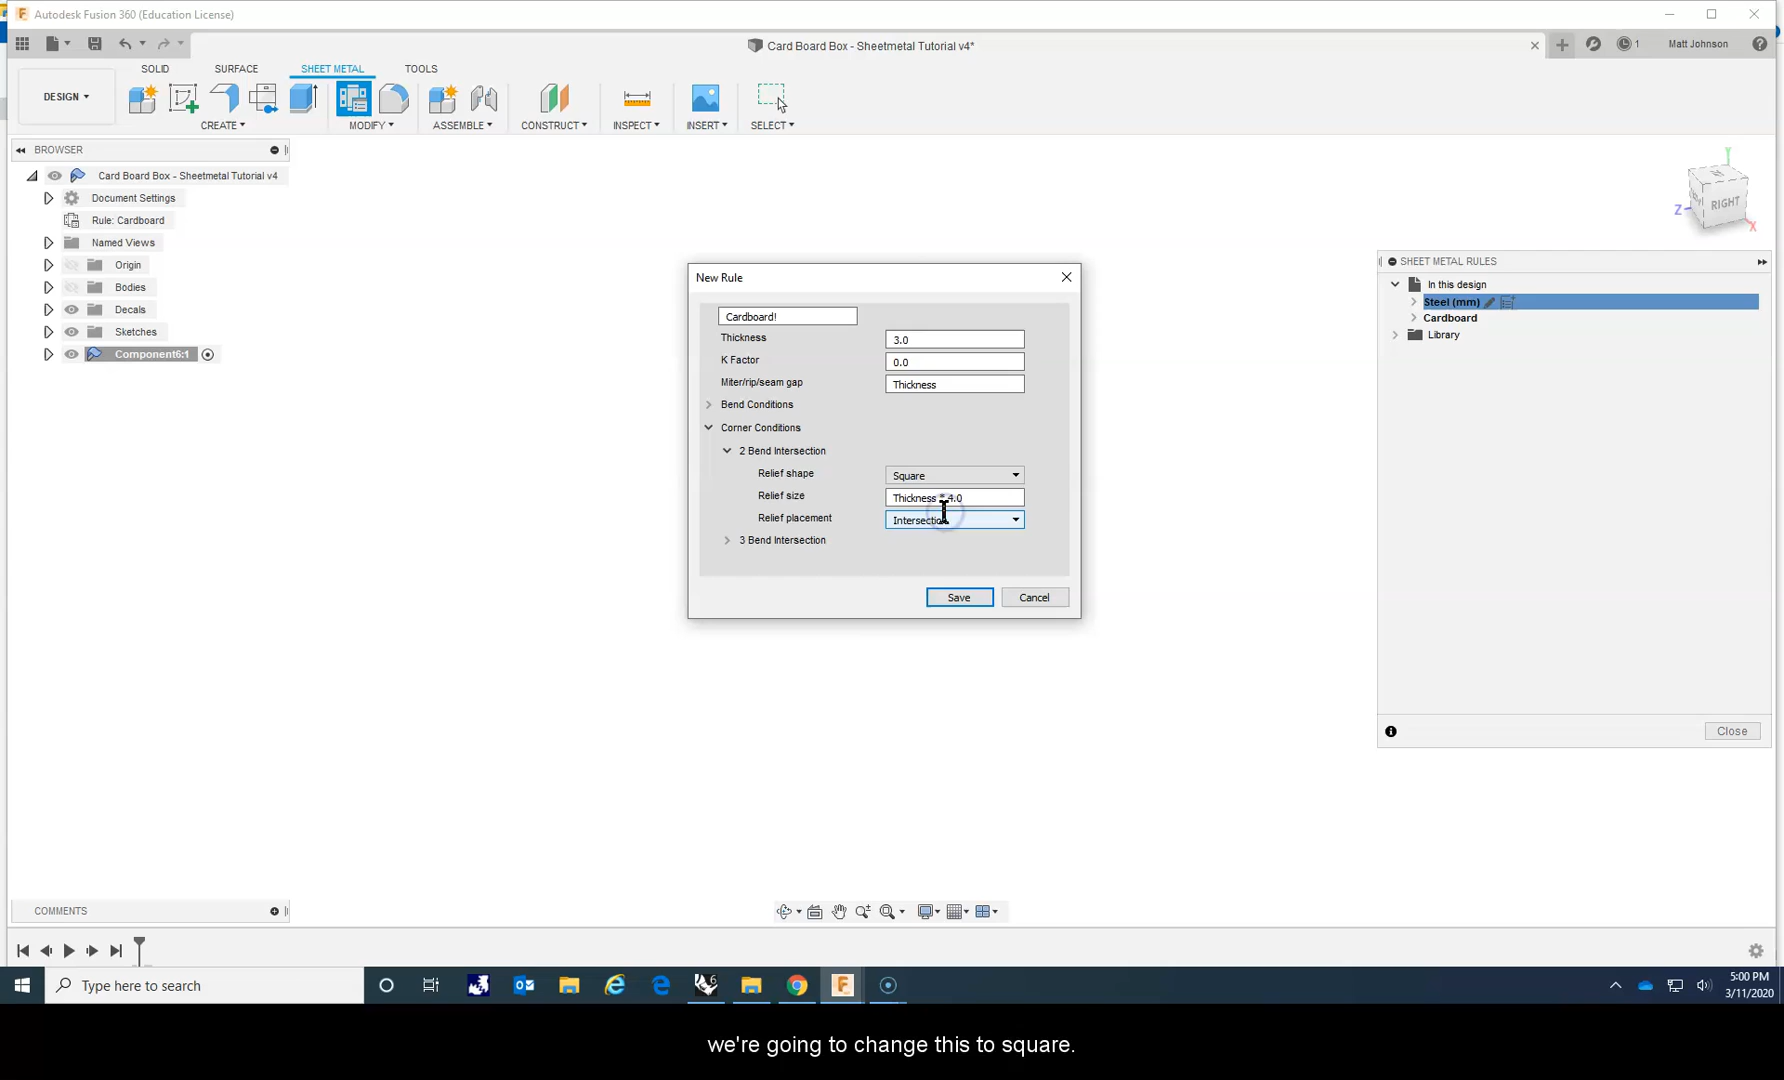 Autodesk Fusion 360 (Education License)
Card Board Box - Sheetmetal Tutorial v4*
1
Matt Johnson
SOLID
SURFACE
SHEET METAL
TOOLS
DESIGN
CREATE
MODIFY
ASSEMBLE
CONSTRUCT
INSPECT
INSERT
SELECT
BROWSER
Card Board Box - Sheetmetal Tutorial v4
Document Settings
Rule: Cardboard
Named Views
Origin
Bodies
Decals
Sketches
Component6:1
Y
RIGHT
Z
X
New Rule
Cardboard!
Thickness
3.0
K Factor
0.0
Miter/rip/seam gap
Thickness
Bend Conditions
Corner Conditions
2 Bend Intersection
Relief shape
Square
Relief size
Thickness * 4.0
Relief placement
Intersection
3 Bend Intersection
Save
Cancel
SHEET METAL RULES
In this design
Steel (mm)
Cardboard
Library
Close
COMMENTS
Type here to search
5:00 PM
3/11/2020
we're going to change this to square.